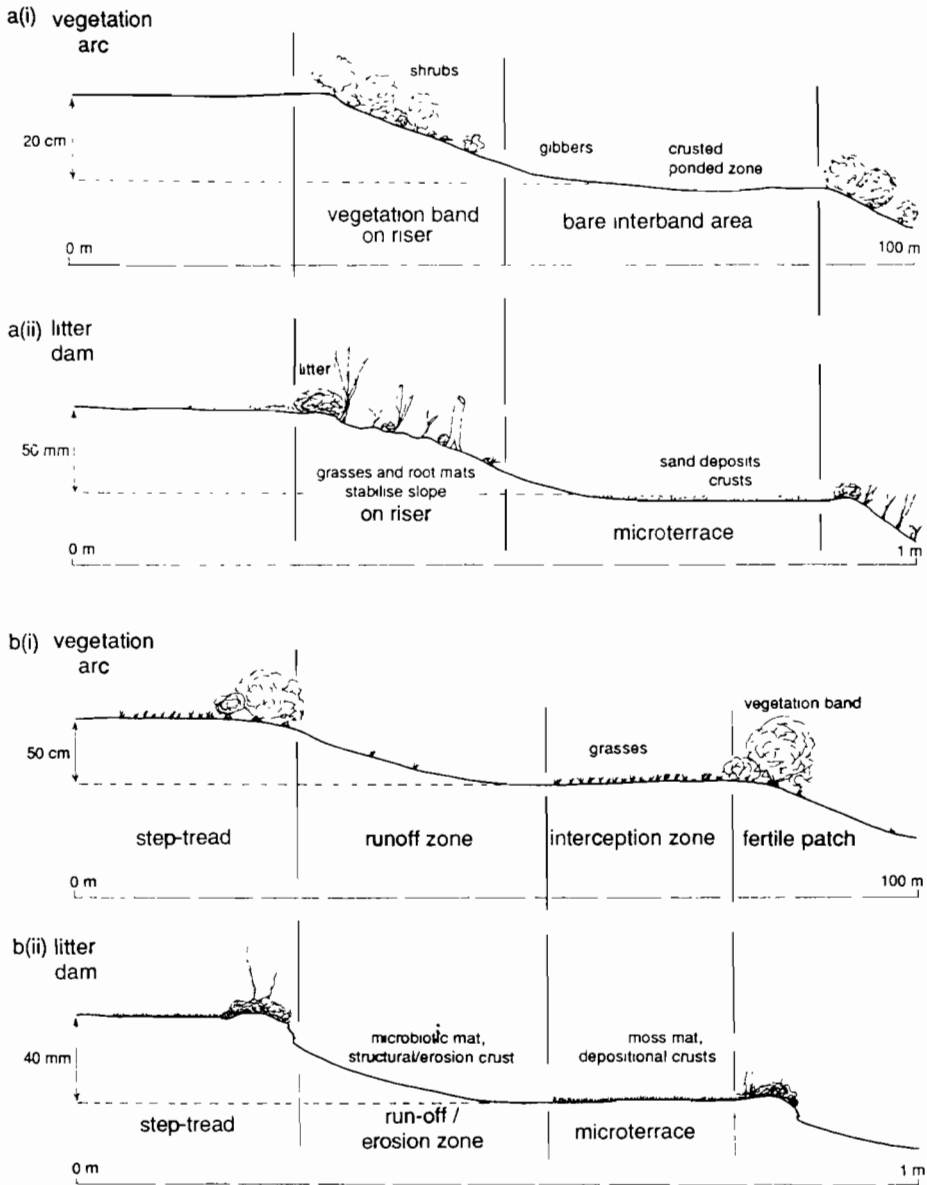 a(i) vegetation
arc
shrubs
20 cm
gibbers
crusted
ponded zone
vegetation band
on riser
bare interband area
0 m
100 m
a(ii) litter
dam
litter
50 mm
grasses and root mats
stabilise slope
on riser
sand deposits
crusts
microterrace
0 m
1 m
b(i) vegetation
arc
vegetation band
50 cm
grasses
step-tread
runoff zone
interception zone
fertile patch
0 m
100 m
b(ii) litter
dam
microbiotic mat,
structural/erosion crust
moss mat,
depositional crusts
40 mm
step-tread
run-off /
erosion zone
microterrace
0 m
1 m